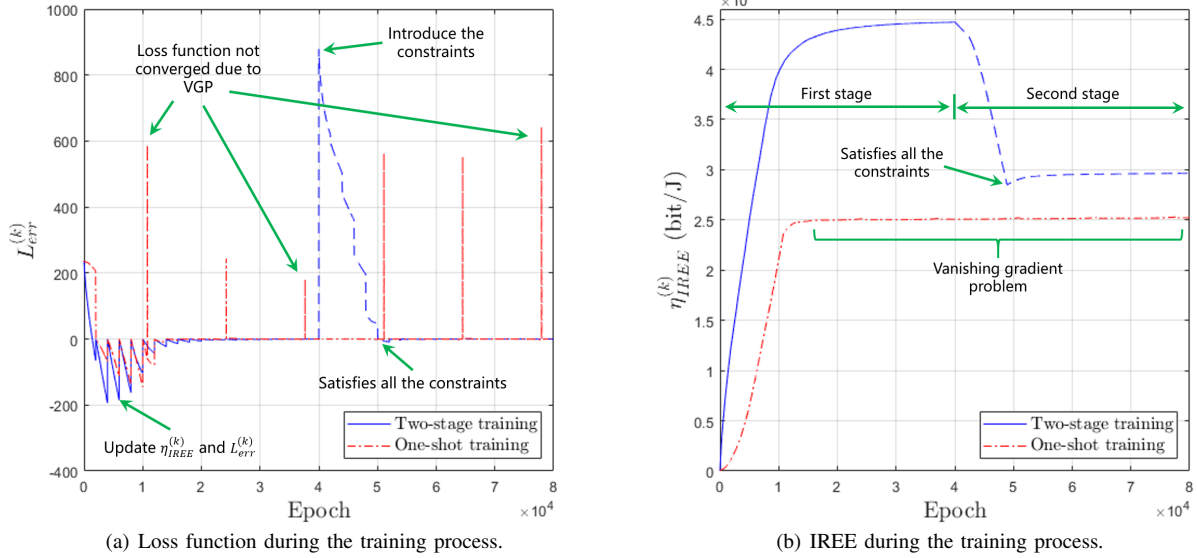 1000
800
600
400
200
0
-200
-400
0 1 2 3 4 5 6 7 8
×10⁴
Epoch
L_{err}^{(k)}
Loss function not
converged due to
VGP
Introduce the
constraints
Satisfies all the constraints
Update η_{IREE}^{(k)} and L_{err}^{(k)}
Two-stage training
One-shot training
(a) Loss function during the training process.
4.5
4
3.5
3
2.5
2
1.5
1
0.5
0
0 1 2 3 4 5 6 7 8
×10⁴
Epoch
η_{IREE}^{(k)} (bit/J)
First stage
Second stage
Satisfies all the
constraints
Vanishing gradient
problem
Two-stage training
One-shot training
(b) IREE during the training process.